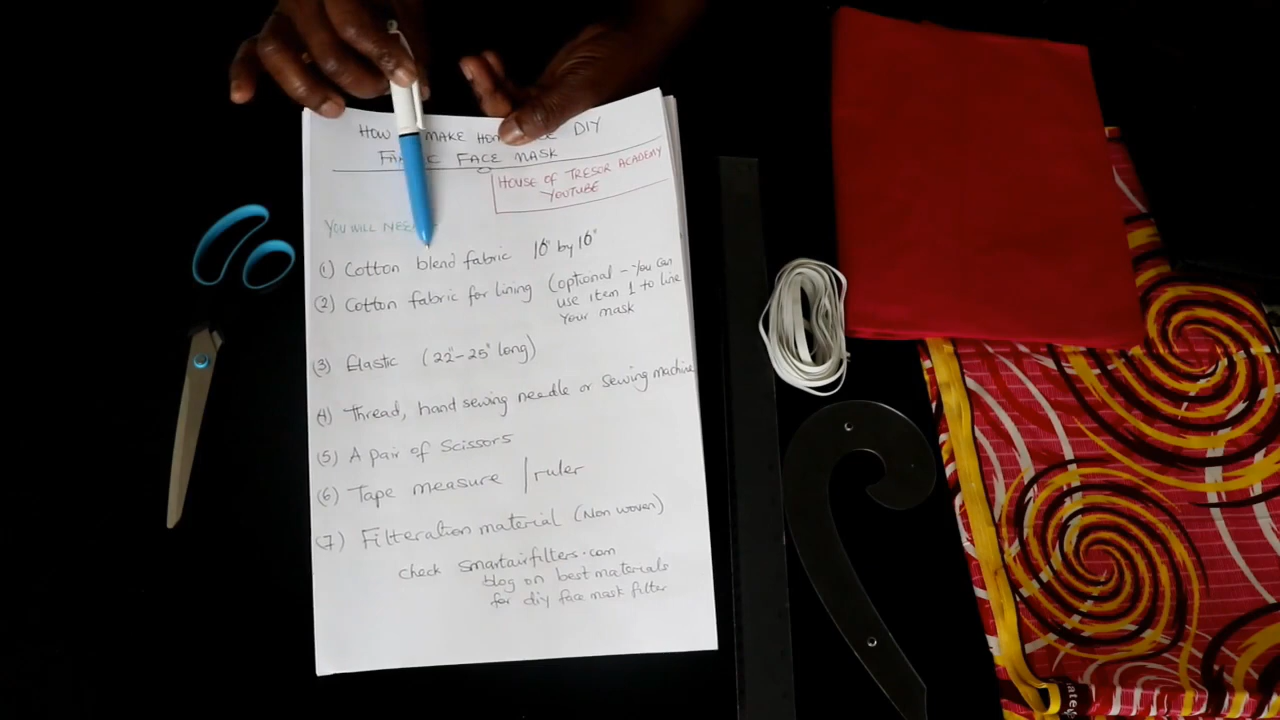 HOW MAKE DIY
FACE MASK
HOUSE OF TRESOR ACADEMY
YOUTUBE
YOU WILL
(1) Cotton blend fabric 16" by 16"
(2) Cotton fabric for lining (optional - You can
use item 1 to line
your mask
(3) Elastic (22"-25" long)
(4) Thread, hand sewing needle or sewing machine
(5) A pair of Scissors
(6) Tape measure / ruler
(7) Filteration material (Non woven)
check smartairfilters.com
blog on best materials
for diy face mask filter